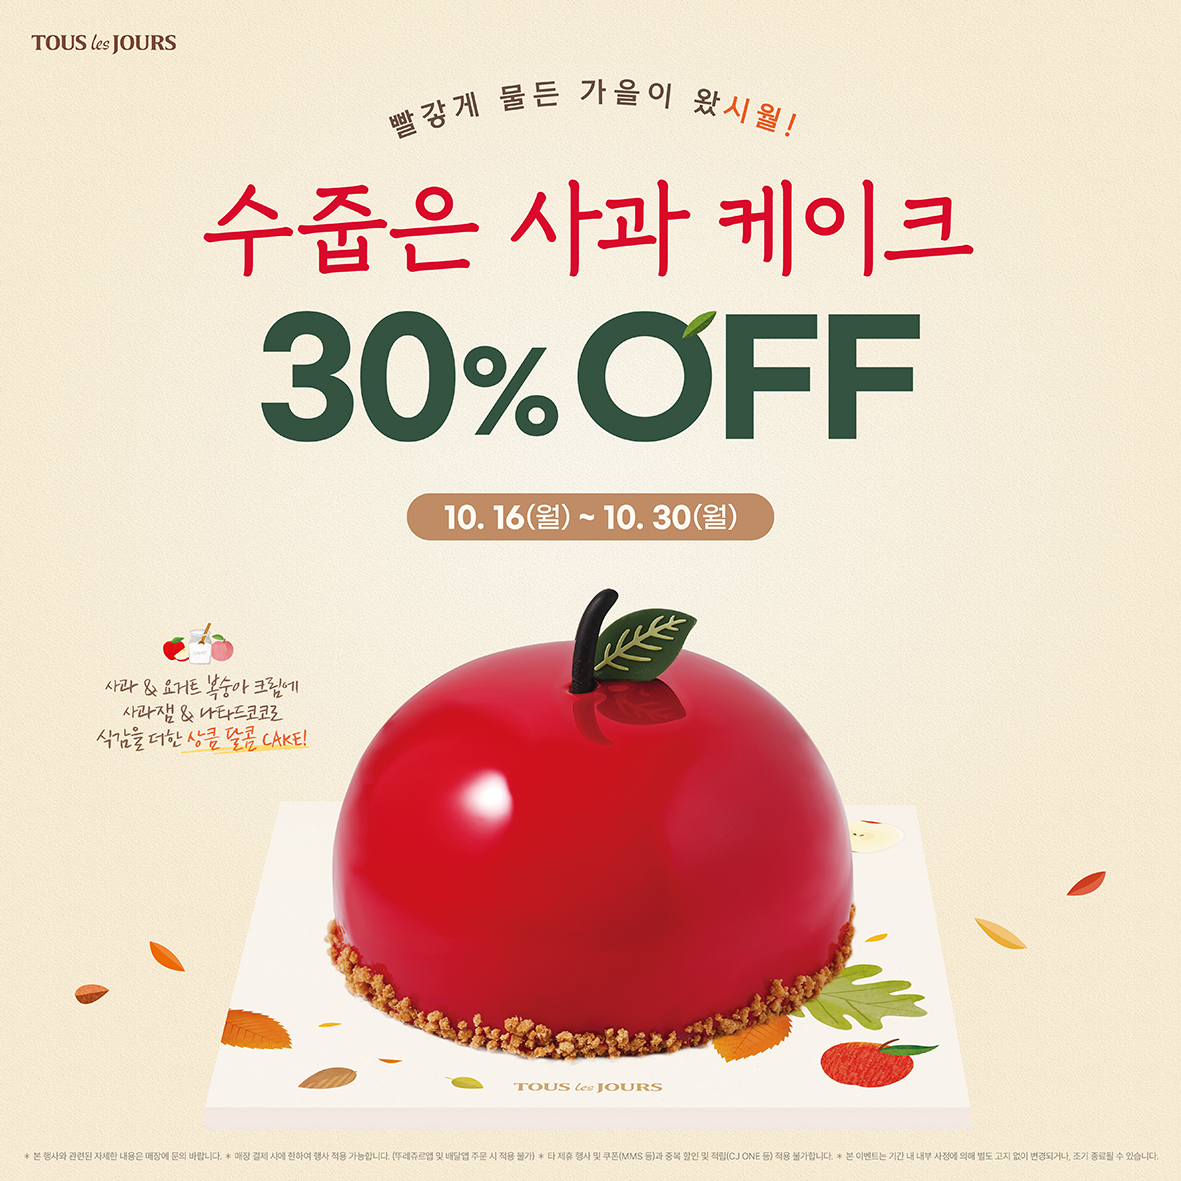 TOUS les JOURS
빨갛게 물든 가을이 왔시월!
수줍은 사과 케이크
30% OFF
10. 16(월) ~ 10. 30(월)
사과 & 요거트 복숭아 크림에
사과잼 & 나타드코코로
식감을 더한 상콤 달콤 CAKE!
TOUS les JOURS
* 본 행사와 관련된 자세한 내용은 매장에 문의 바랍니다. * 매장 결제 시에 한하여 행사 적용 가능합니다. (뚜레쥬르앱 및 배달앱 주문 시 적용 불가) * 타 제휴 행사 및 쿠폰(MMS 등)과 중복 할인 및 적립(CJ ONE 등) 적용 불가합니다. * 본 이벤트는 기간 내 내부 사정에 의해 별도 고지 없이 변경되거나, 조기 종료될 수 있습니다.